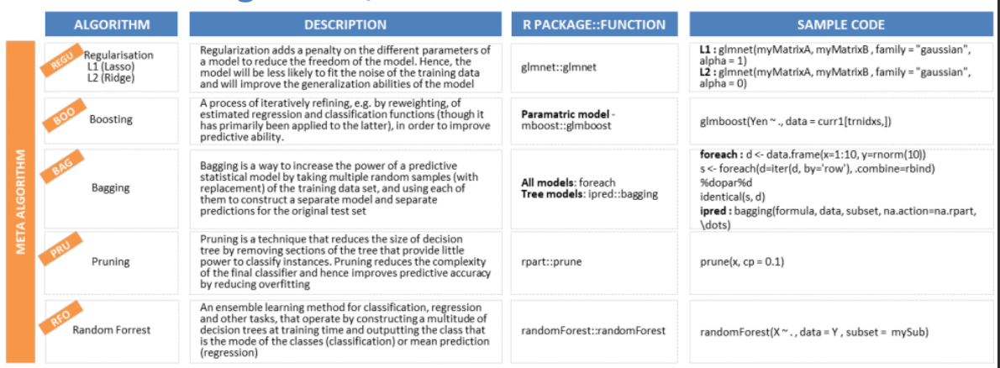 ALGORITHM
DESCRIPTION
R PACKAGE::FUNCTION
SAMPLE CODE
META ALGORITHM
REGU
Regularisation
L1 (Lasso)
L2 (Ridge)
Regularization adds a penalty on the different parameters of
a model to reduce the freedom of the model. Hence, the
model will be less likely to fit the noise of the training data
and will improve the generalization abilities of the model
glmnet::glmnet
L1 : glmnet(myMatrixA, myMatrixB , family = "gaussian",
alpha = 1)
L2 : glmnet(myMatrixA, myMatrixB , family = "gaussian",
alpha = 0)
BOO
Boosting
A process of iteratively refining, e.g. by reweighting, of
estimated regression and classification functions (though it
has primarily been applied to the latter), in order to improve
predictive ability.
Paramatric model -
mboost::glmboost
glmboost(Yen ~ ., data = curr1[trnidxs,])
BAG
Bagging
Bagging is a way to increase the power of a predictive
statistical model by taking multiple random samples (with
replacement) of the training data set, and using each of
them to construct a separate model and separate
predictions for the original test set
All models: foreach
Tree models: ipred::bagging
foreach : d <- data.frame(x=1:10, y=rnorm(10))
s <- foreach(d=iter(d, by='row'), .combine=rbind)
%dopar%d
identical(s, d)
ipred : bagging(formula, data, subset, na.action=na.rpart,
\dots)
PRU
Pruning
Pruning is a technique that reduces the size of decision
tree by removing sections of the tree that provide little
power to classify instances. Pruning reduces the complexity
of the final classifier and hence improves predictive accuracy
by reducing overfitting
rpart::prune
prune(x, cp = 0.1)
RFO
Random Forrest
An ensemble learning method for classification, regression
and other tasks, that operate by constructing a multitude of
decision trees at training time and outputting the class that
is the mode of the classes (classification) or mean prediction
(regression)
randomForest::randomForest
randomForest(X ~ . , data = Y , subset = mySub)